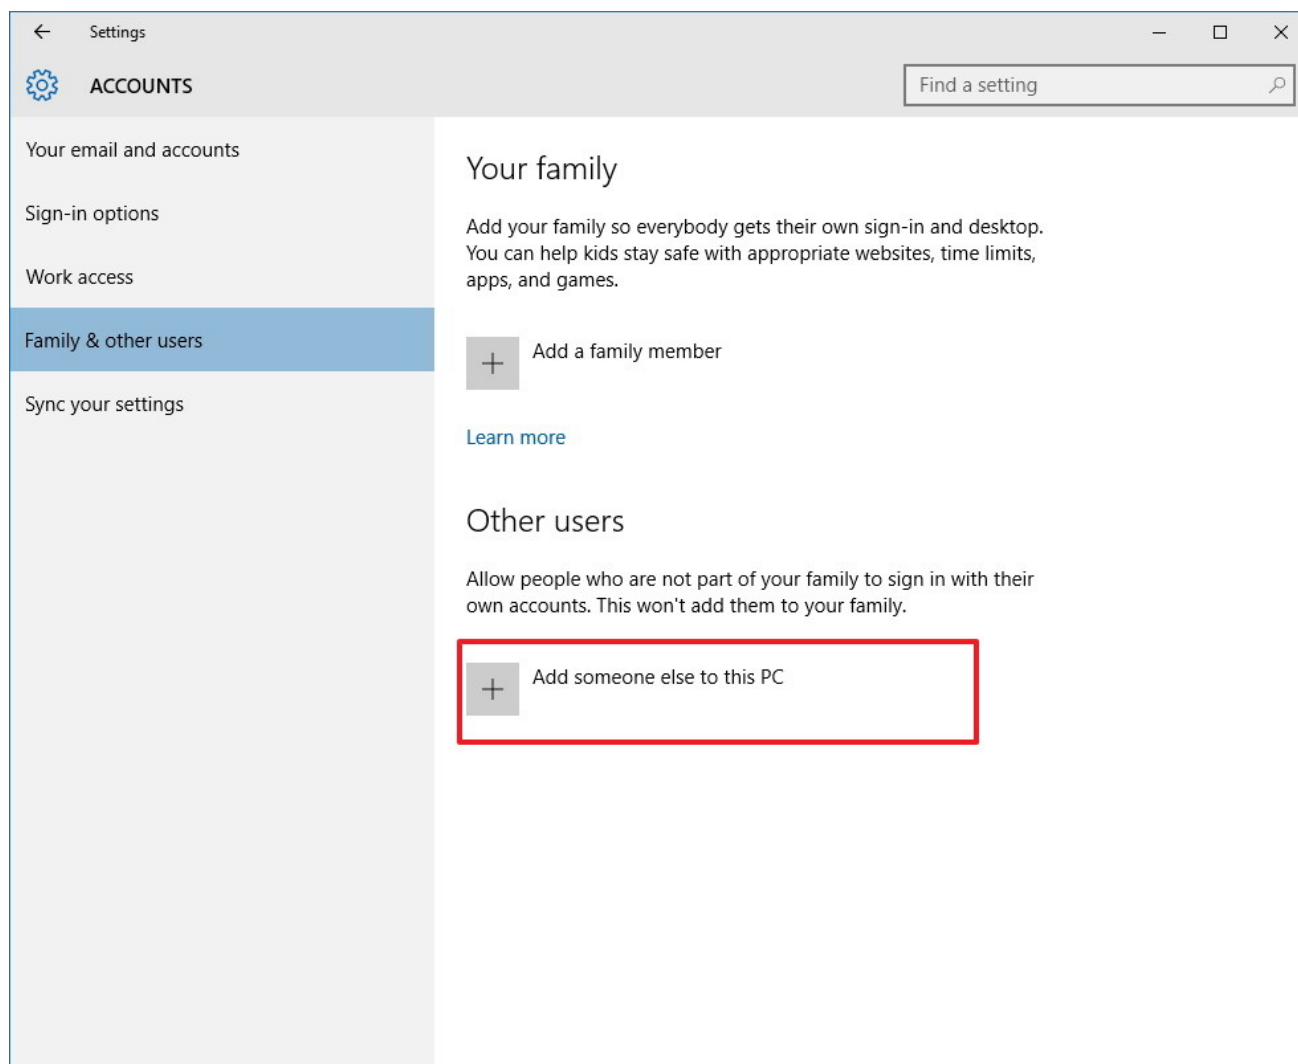 Settings
ACCOUNTS
Find a setting
Your email and accounts
Sign-in options
Work access
Family & other users
Sync your settings
Your family
Add your family so everybody gets their own sign-in and desktop.
You can help kids stay safe with appropriate websites, time limits,
apps, and games.
Add a family member
Learn more
Other users
Allow people who are not part of your family to sign in with their
own accounts. This won't add them to your family.
Add someone else to this PC